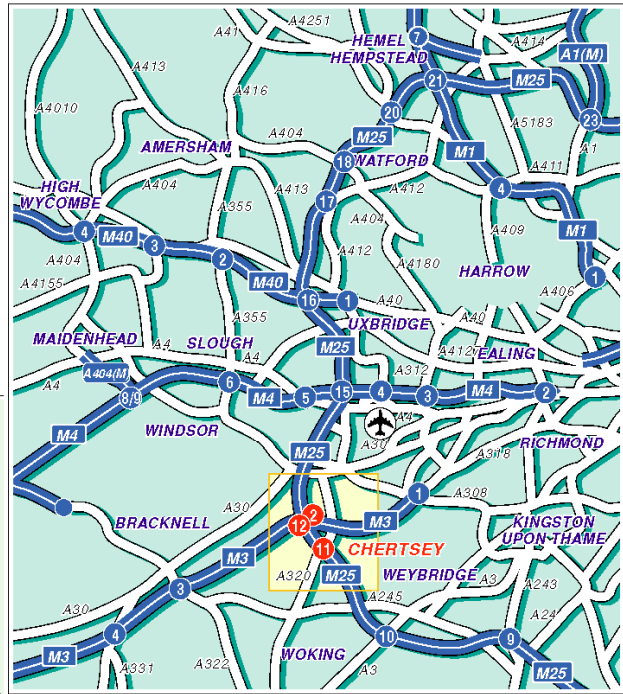 A4251
A41
HEMEL
HEMPSTEAD
7
A414
A1(M)
A413
A416
21
M25
A4010
20
A5183
23
A404
M25
M1
A1
AMERSHAM
18
WATFORD
A411
HIGH
WYCOMBE
A404
A413
A412
4
17
A355
A404
A409
M1
4
M40
3
A412
A404
2
A4180
HARROW
A4155
M40
1
16
1
A40
A406
A355
UXBRIDGE
A40
MAIDENHEAD
SLOUGH
M25
A412
EALING
A4
A4
A312
A404(M)
A4
6
8/9
M4
5
15
4
3
M4
2
WINDSOR
A4
M4
A30
RICHMOND
M25
A318
1
A308
A30
BRACKNELL
2
12
M3
KINGSTON
UPON THAME
11
CHERTSEY
M3
A320
M25
WEYBRIDGE
A3
A243
3
A245
A30
A24
4
10
9
WOKING
M3
A331
A322
A3
M25